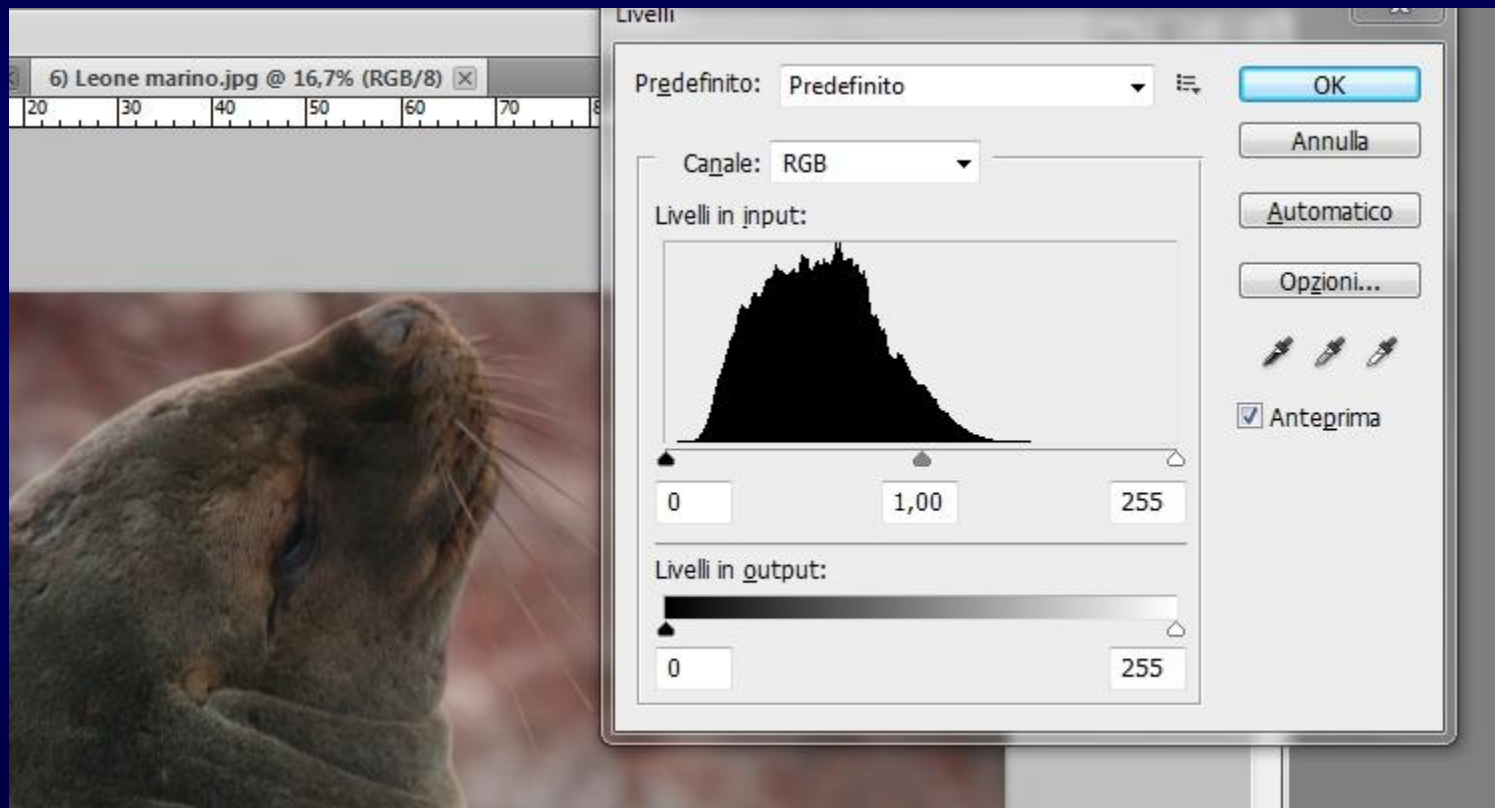 Livelli
6) Leone marino.jpg @ 16,7% (RGB/8)
20 30 40 50 60 70 8
Predefinito: Predefinito
OK
Annulla
Canale: RGB
Livelli in input:
Automatico
Opzioni...
Anteprima
0 1,00 255
Livelli in output:
0 255